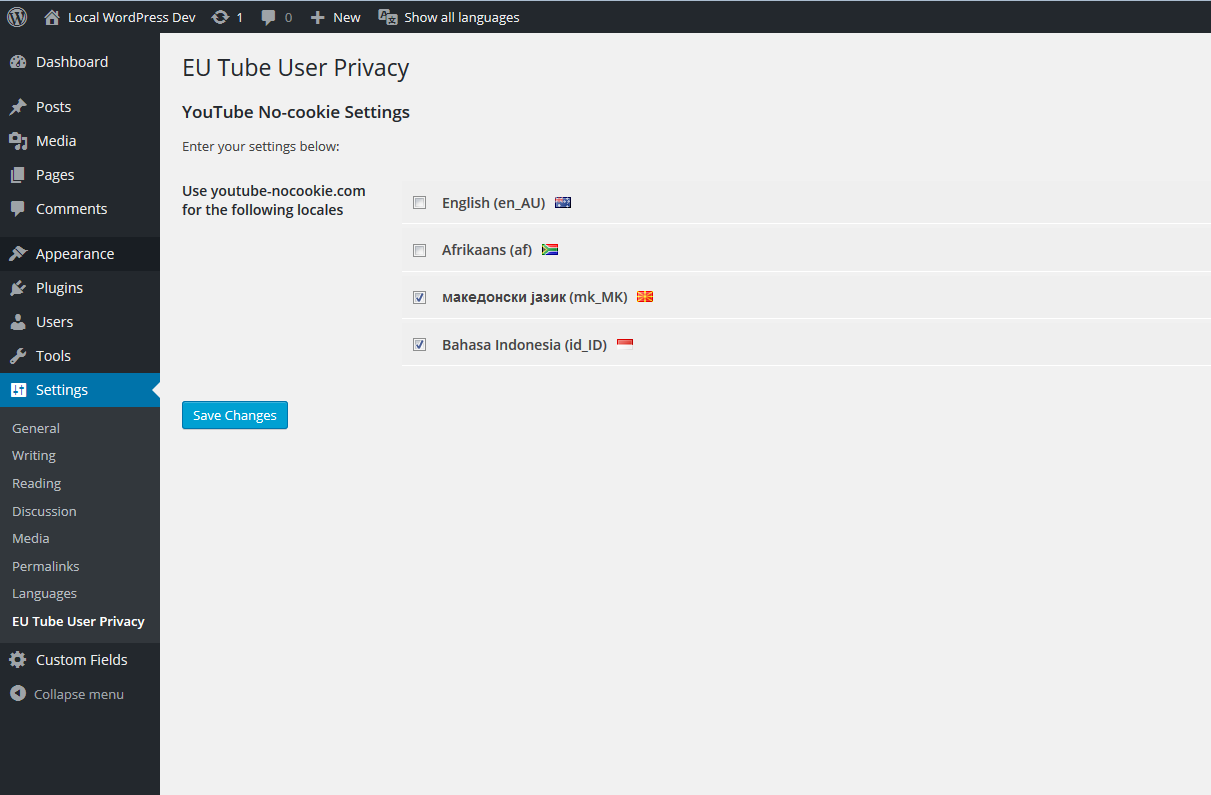 Local WordPress Dev 1 0 New Show all languages
Dashboard
Posts
Media
Pages
Comments
Appearance
Plugins
Users
Tools
Settings
General
Writing
Reading
Discussion
Media
Permalinks
Languages
EU Tube User Privacy
Custom Fields
Collapse menu
EU Tube User Privacy
YouTube No-cookie Settings
Enter your settings below:
Use youtube-nocookie.com
for the following locales
English (en_AU)
Afrikaans (af)
македонски јазик (mk_MK)
Bahasa Indonesia (id_ID)
Save Changes